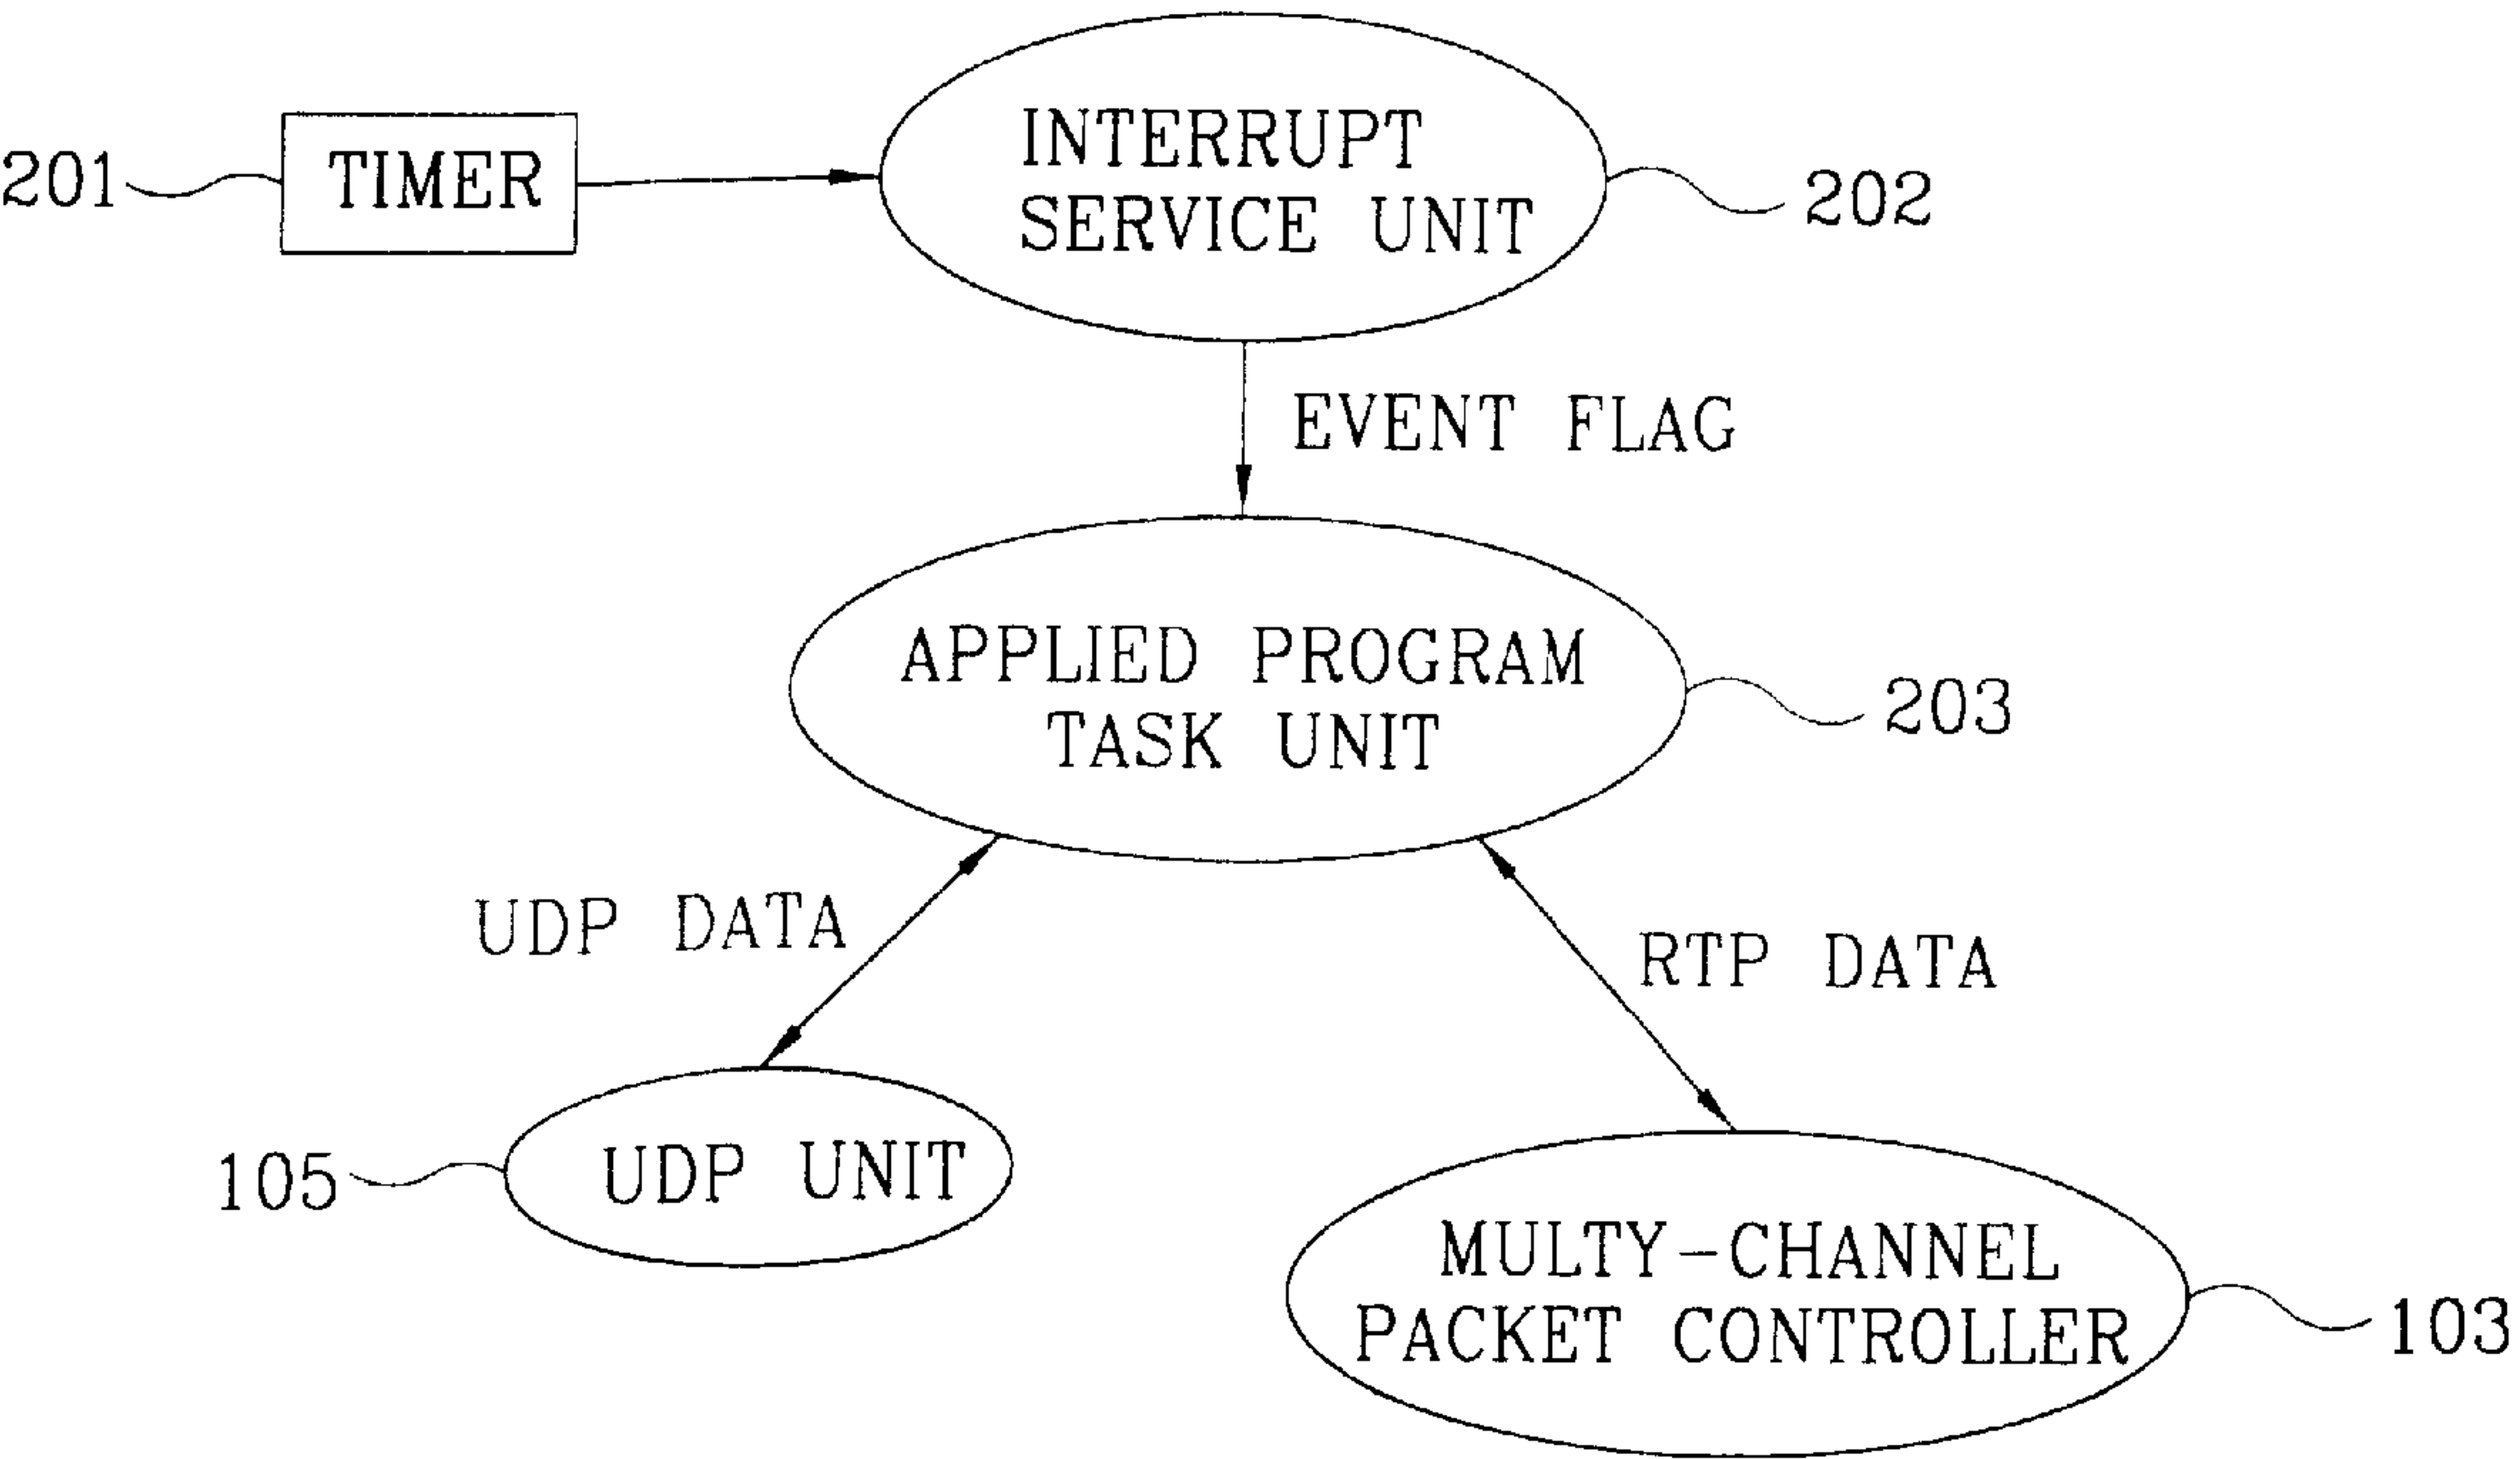 201
TIMER
INTERRUPT
SERVICE UNIT
202
EVENT FLAG
APPLIED PROGRAM
TASK UNIT
203
UDP DATA
RTP DATA
105
UDP UNIT
MULTY-CHANNEL
PACKET CONTROLLER
103